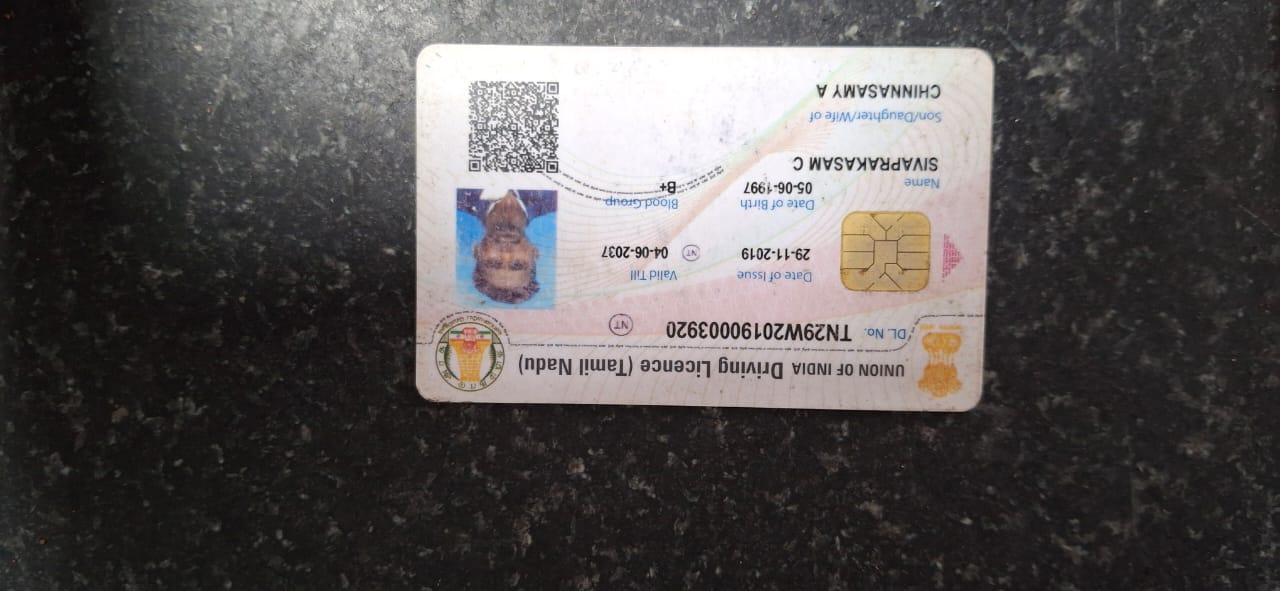 UNION OF INDIA Driving Licence (Tamil Nadu)
DL No. TN29W20190003920 (NT)
Date of Issue Valid Till
29-11-2019 (NT) 04-06-2037
Date of Birth Blood Group
05-06-1997 B+
Name
SIVAPRAKASAM C
Son/Daughter/Wife of
CHINNASAMY A